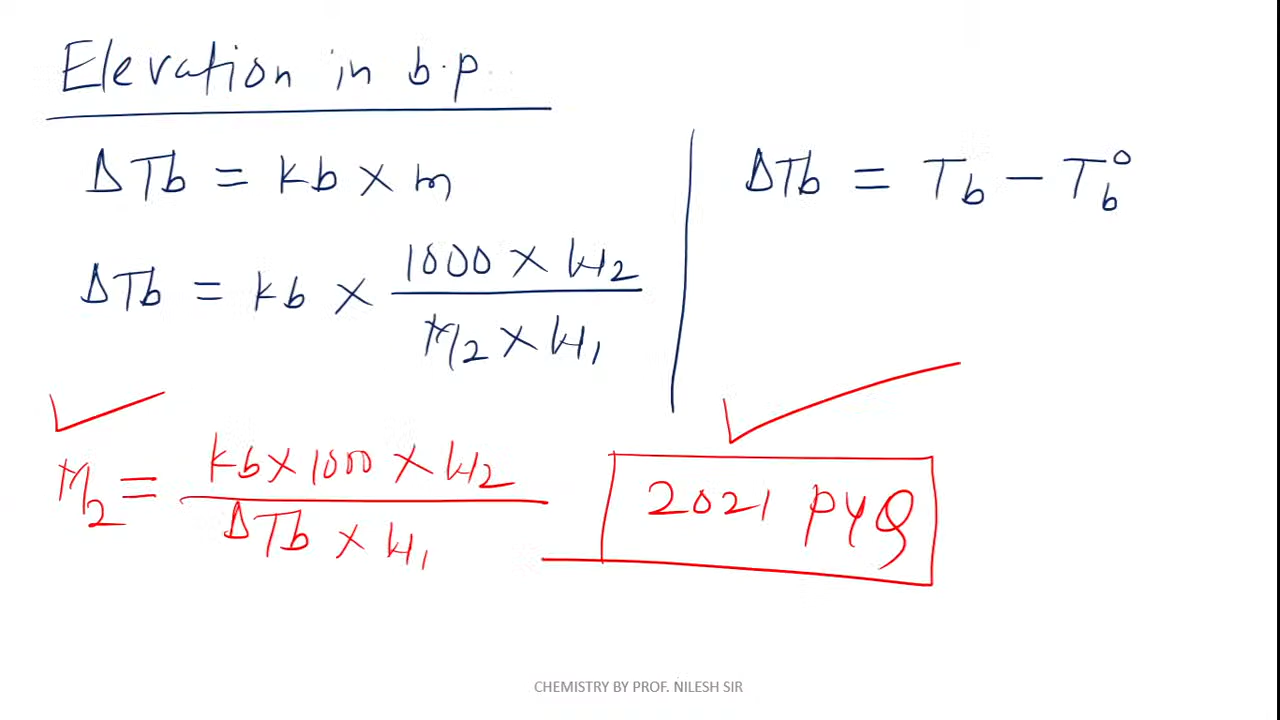 Elevation in b.p
ΔTb = Kb × m
ΔTb = Kb × 1000 × W2 / M2 × W1
ΔTb = Tb − Tb°
M2 = Kb × 1000 × W2 / ΔTb × W1
2021 PYQ
CHEMISTRY BY PROF. NILESH SIR